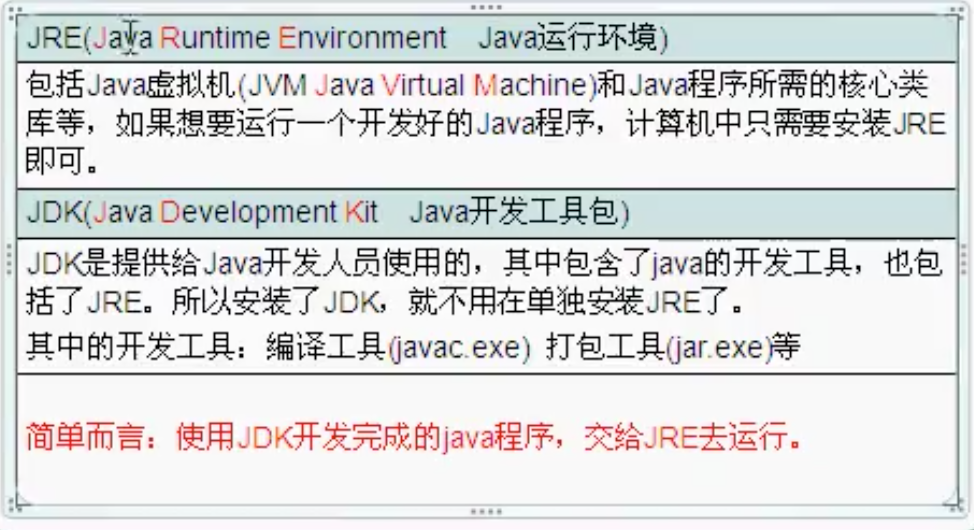 JRE(Java Runtime Environment Java运行环境)
包括Java虚拟机(JVM Java Virtual Machine)和Java程序所需的核心类
库等，如果想要运行一个开发好的Java程序，计算机中只需要安装JRE
即可。
JDK(Java Development Kit Java开发工具包)
JDK是提供给Java开发人员使用的，其中包含了java的开发工具，也包
括了JRE。所以安装了JDK，就不用在单独安装JRE了。
其中的开发工具：编译工具(javac.exe) 打包工具(jar.exe)等
简单而言：使用JDK开发完成的java程序，交给JRE去运行。